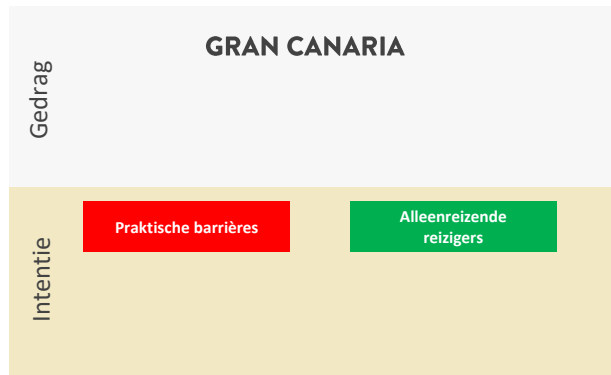 GRAN CANARIA
Gedrag
Praktische barrières
Alleenreizende
reizigers
Intentie